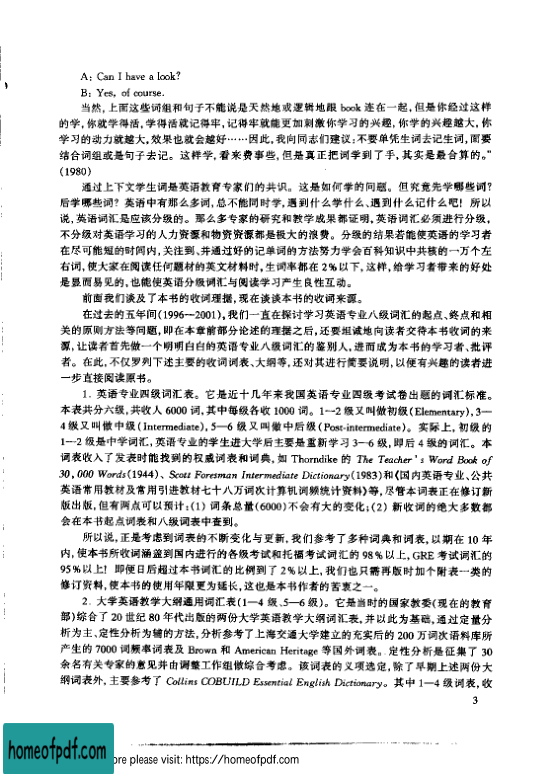 A: Can I have a look?
B: Yes, of course.
当然,上面这些词组和句子不能说是天然地或逻辑地跟 book 连在一起,但是你经过这样
的学,你就学得活,学得活就记得牢,记得牢就能更加刺激你学习的兴趣,你学的兴趣越大,你
学习的动力就越大,效果也就会越好……因此,我向同志们建议:不要单凭生词去记生词,而要
结合词组或是句子去记。这样学,看来费事些,但是真正把词学到了手,其实是最合算的。”
(1980)
通过上下文学生词是英语教育专家们的共识。这是如何学的问题。但究竟先学哪些词?
后学哪些词? 英语中有那么多词,总不能同时学,遇到什么学什么、遇到什么记什么吧! 所以
说,英语词汇是应该分级的。那么多专家的研究和教学成果都证明,英语词汇必须进行分级,
不分级对英语学习的人力资源和物资资源都是极大的浪费。分级的结果若能使英语的学习者
在尽可能短的时间内,关注到、并通过好的记单词的方法努力学会百科知识中共核的一万个左
右词,使大家在阅读任何题材的英文材料时,生词率都在 2%以下,这样,给学习者带来的好处
是显而易见的,也能使英语分级词汇与阅读学习产生良性互动。
前面我们谈及了本书的收词理据,现在谈谈本书的收词来源。
在过去的五年间(1996—2001),我们一直在探讨学习英语专业八级词汇的起点、终点和相
关的原则方法等问题,即在本章前部分论述的理据之后,还要坦诚地向读者交待本书收词的来
源,让读者首先做一个明明白白的英语专业八级词汇的鉴别人,进而成为本书的学习者、批评
者。在此,不仅罗列下述主要的收词词表、大纲等,还对其进行简要说明,以便有兴趣的读者进
一步直接阅读原书。
1. 英语专业四级词汇表。它是近十几年来我国英语专业四级考试卷出题的词汇标准。
本表共分六级,共收入 6000 词,其中每级各收 1000 词。1—2 级又叫做初级(Elementary),3—
4 级又叫做中级(Intermediate),5—6 级又叫做中后级(Post-intermediate)。实际上,初级的
1—2 级是中学词汇,英语专业的学生进大学后主要是重新学习 3—6 级,即后 4 级的词汇。本
词表收入了发表时能找到的权威词表和词典,如 Thorndike 的 The Teacher's Word Book of
30,000 Words(1944)、Scott Foresman Intermediate Dictionary(1983)和《国内英语专业、公共
英语常用教材及常用引进教材七十八万词次计算机词频统计资料》等,尽管本词表正在修订新
版出版,但有两点可以预计:(1) 词条总量(6000)不会有大的变化;(2) 新收词的绝大多数都
会在本书起点词表和八级词表中查到。
所以说,正是考虑到词表的不断变化与更新,我们参考了多种词典和词表,以期在 10 年
内,使本书所收词涵盖到国内进行的各级考试和托福考试词汇的 98%以上,GRE 考试词汇的
95%以上! 即便日后超过本书词汇的比例到了 2%以上,我们也只需再版时加个附表一类的
修订资料,使本书的使用年限更为延长,这也是本书作者的苦衷之一。
2. 大学英语教学大纲通用词汇表(1—4 级、5—6 级)。它是当时的国家教委(现在的教育
部)综合了 20 世纪 80 年代出版的两份大学英语教学大纲词汇表,并以此为基础,通过定量分
析为主、定性分析为辅的方法,分析参考了上海交通大学建立的充实后的 200 万词次语料库所
产生的 7000 词频率词表及 Brown 和 American Heritage 等国外词表。定性分析是征集了 30
余名有关专家的意见并由调整工作组做综合考虑。该词表的义项选定,除了早期上述两份大
纲词表外,主要参考了 Collins COBUILD Essential English Dictionary。其中 1—4 级词表,收
3
homeofpdf.com
ore please visit: https://homeofpdf.com